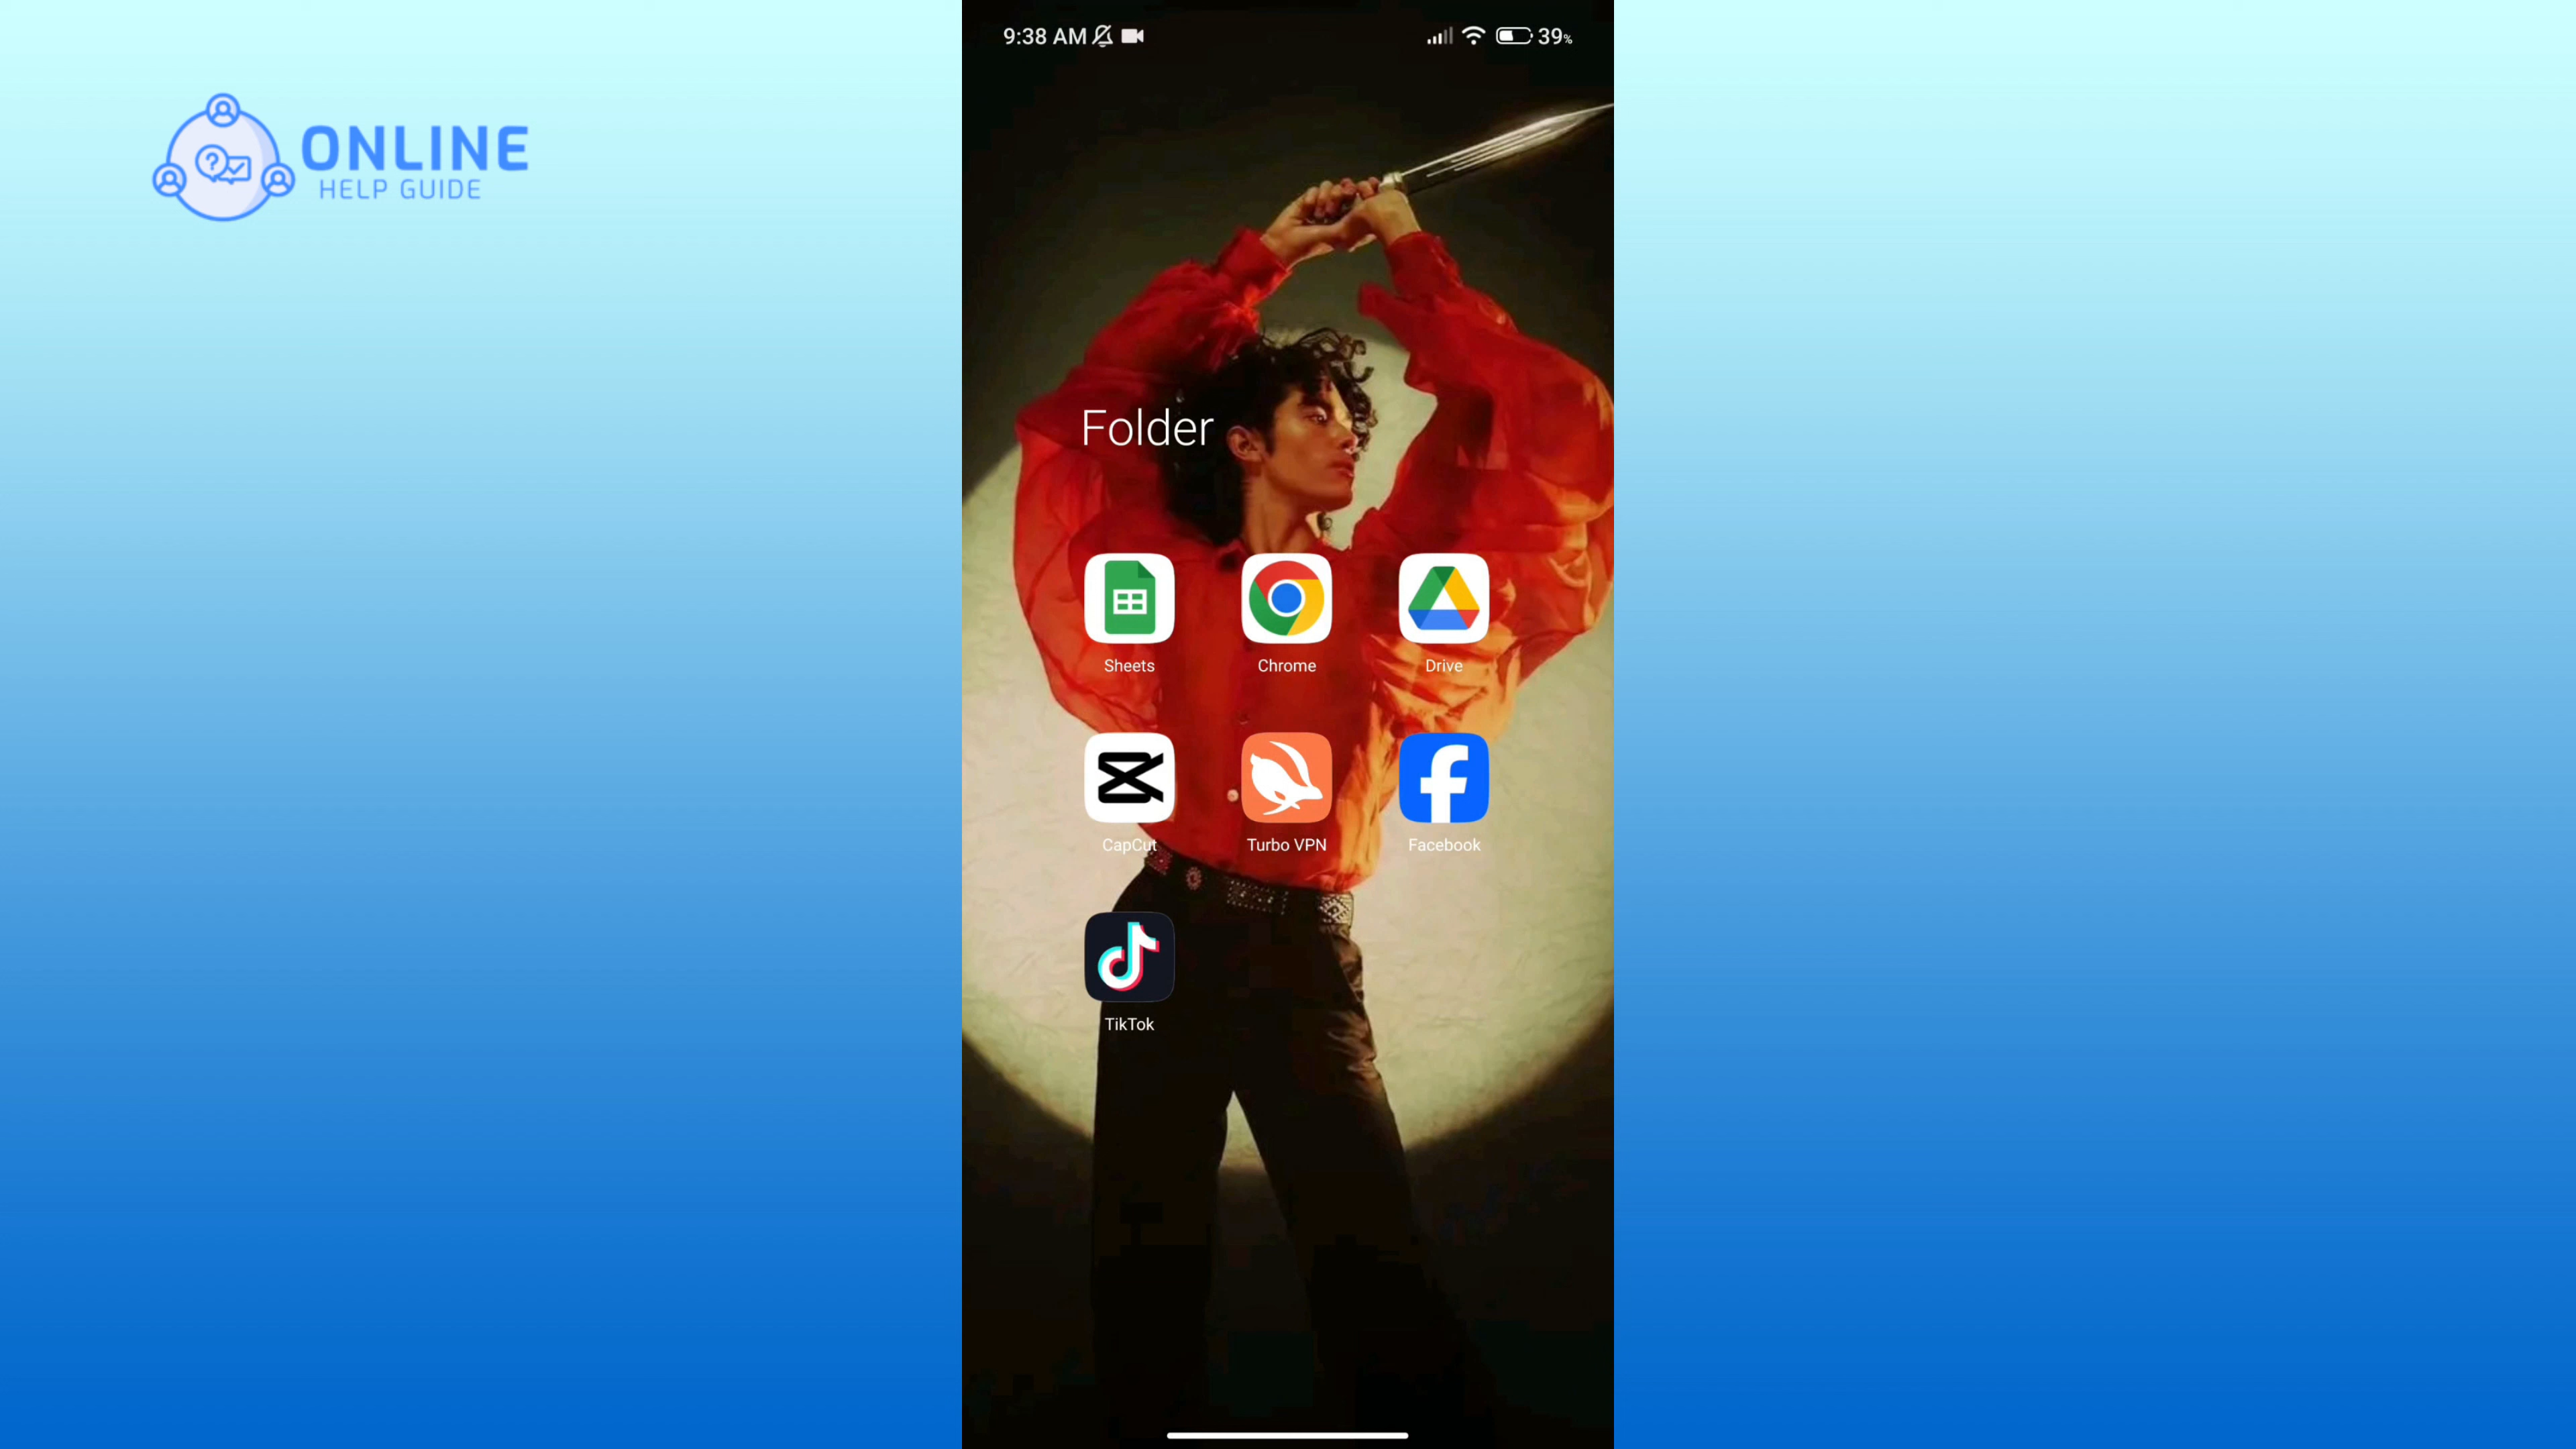 ONLINE
HELP GUIDE
9:38 AM
39%
Folder
Sheets
Chrome
Drive
CapCut
Turbo VPN
Facebook
TikTok